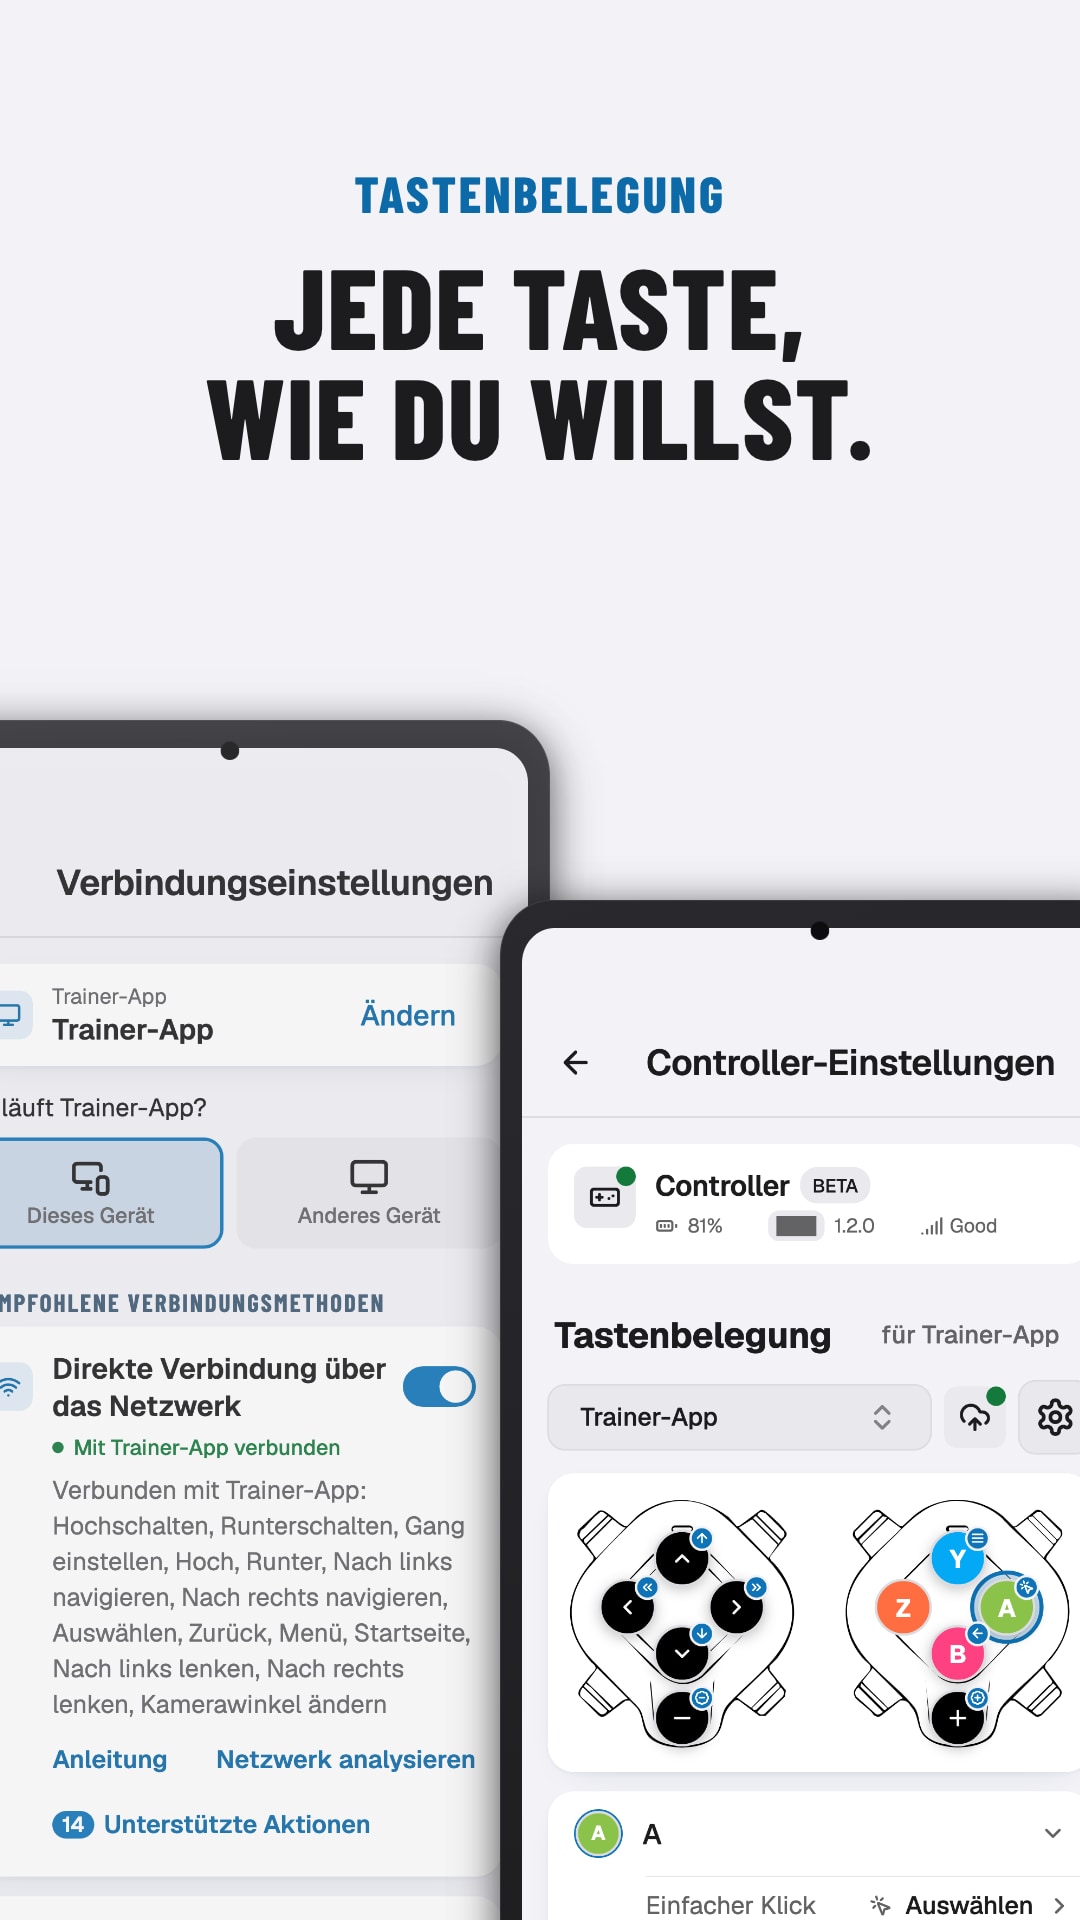 TASTENBELEGUNG
JEDE TASTE,
WIE DU WILLST.
Verbindungseinstellungen
Trainer-App
Trainer-App
Ändern
läuft Trainer-App?
Dieses Gerät
Anderes Gerät
MPFOHLENE VERBINDUNGSMETHODEN
Direkte Verbindung über
das Netzwerk
Mit Trainer-App verbunden
Verbunden mit Trainer-App:
Hochschalten, Runterschalten, Gang
einstellen, Hoch, Runter, Nach links
navigieren, Nach rechts navigieren,
Auswählen, Zurück, Menü, Startseite,
Nach links lenken, Nach rechts
lenken, Kamerawinkel ändern
Anleitung
Netzwerk analysieren
14 Unterstützte Aktionen
Controller-Einstellungen
Controller BETA
81% 1.2.0 Good
Tastenbelegung für Trainer-App
Trainer-App
Y
Z
A
B
A A
Einfacher Klick Auswählen